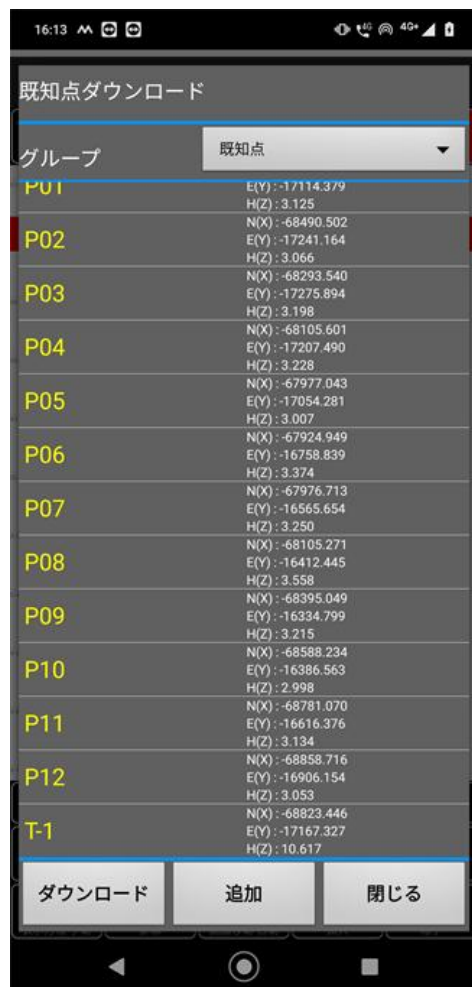 16:13
4G 4G+
既知点ダウンロード
グループ
既知点
P01
E(Y) : -17114.379
H(Z) : 3.125
P02
N(X) : -68490.502
E(Y) : -17241.164
H(Z) : 3.066
P03
N(X) : -68293.540
E(Y) : -17275.894
H(Z) : 3.198
P04
N(X) : -68105.601
E(Y) : -17207.490
H(Z) : 3.228
P05
N(X) : -67977.043
E(Y) : -17054.281
H(Z) : 3.007
P06
N(X) : -67924.949
E(Y) : -16758.839
H(Z) : 3.374
P07
N(X) : -67976.713
E(Y) : -16565.654
H(Z) : 3.250
P08
N(X) : -68105.271
E(Y) : -16412.445
H(Z) : 3.558
P09
N(X) : -68395.049
E(Y) : -16334.799
H(Z) : 3.215
P10
N(X) : -68588.234
E(Y) : -16386.563
H(Z) : 2.998
P11
N(X) : -68781.070
E(Y) : -16616.376
H(Z) : 3.134
P12
N(X) : -68858.716
E(Y) : -16906.154
H(Z) : 3.053
T-1
N(X) : -68823.446
E(Y) : -17167.327
H(Z) : 10.617
ダウンロード 追加 閉じる